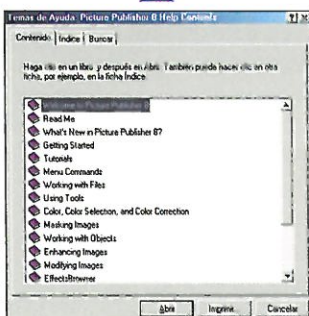 Temas de Ayuda: Picture Publisher 8 Help Contents
Contenido Índice Buscar
Haga clic en un libro y después en Abrir. También puede hacer clic en otra
ficha, por ejemplo, en la ficha Índice.
Welcome to Picture Publisher 8
Read Me
What's New in Picture Publisher 8?
Getting Started
Tutorials
Menu Commands
Working with Files
Using Tools
Color, Color Selection, and Color Correction
Masking Images
Working with Objects
Enhancing Images
Modifying Images
EffectsBrowser
Abrir Imprimir... Cancelar